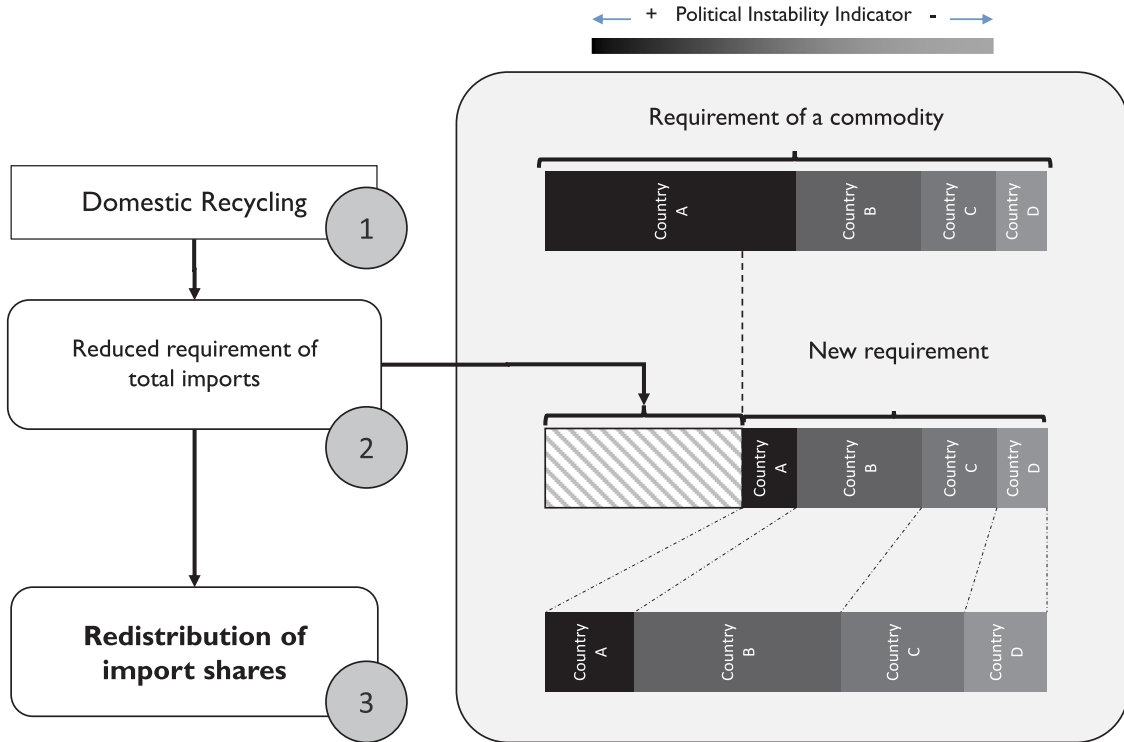 + Political Instability Indicator -
Requirement of a commodity
Country
A
Country
B
Country
C
Country
D
Domestic Recycling
1
Reduced requirement of
total imports
2
New requirement
Country
A
Country
B
Country
C
Country
D
Redistribution of
import shares
3
Country
A
Country
B
Country
C
Country
D